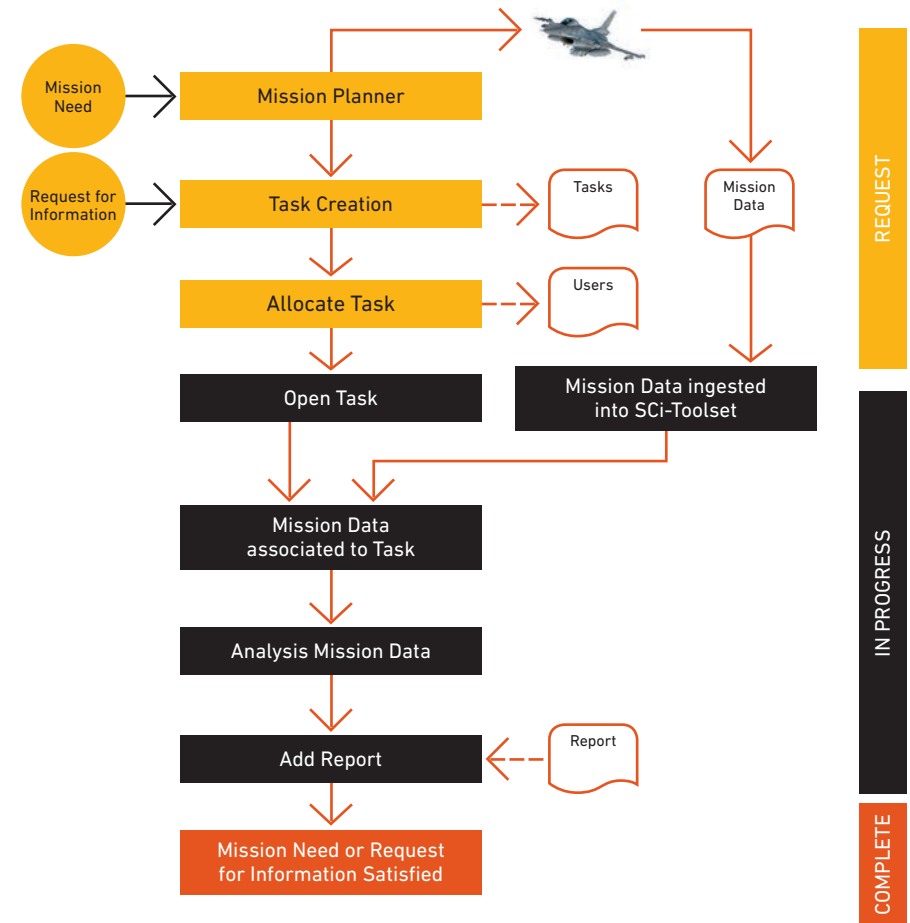 Mission
Need
Mission Planner
REQUEST
Request for
Information
Task Creation
Tasks
Mission
Data
Allocate Task
Users
Open Task
Mission Data ingested
into SCi-Toolset
IN PROGRESS
Mission Data
associated to Task
Analysis Mission Data
Add Report
Report
Mission Need or Request
for Information Satisfied
COMPLETE